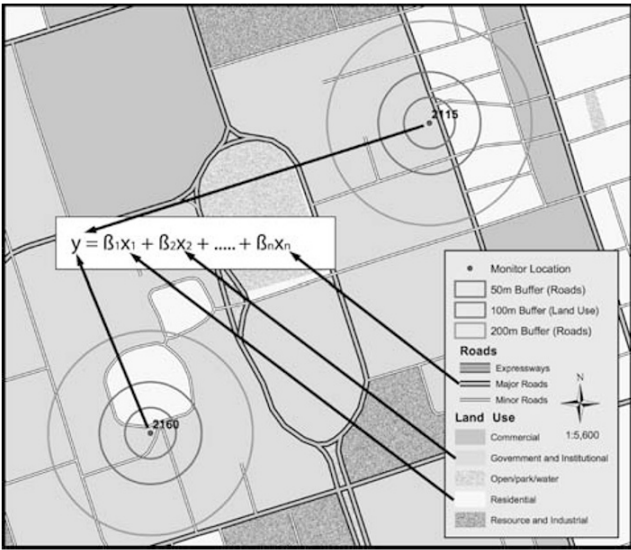 2115
y = ß1x1 + ß2x2 + ..... + ßnxn
2160
Monitor Location
50m Buffer (Roads)
100m Buffer (Land Use)
200m Buffer (Roads)
Roads
Expressways
Major Roads
Minor Roads
N
Land Use
1:5,600
Commercial
Government and Institutional
Open/park/water
Residential
Resource and Industrial